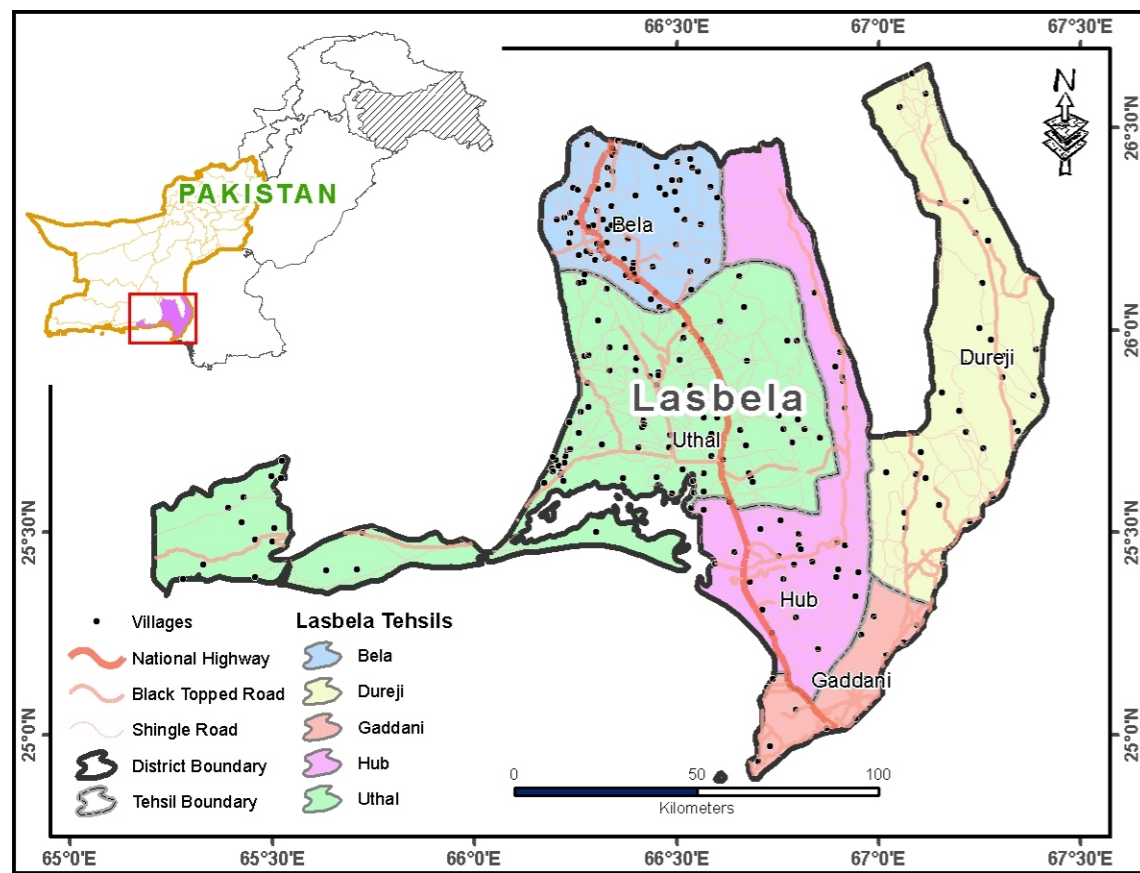 66°30'E 67°0'E 67°30'E
N
PAKISTAN
26°30'N
Bela
26°0'N
Dureji
Lasbela
Uthal
25°30'N 25°30'N
Hub
Villages
National Highway
Black Topped Road
Shingle Road
District Boundary
Tehsil Boundary
Lasbela Tehsils
Bela
Dureji
Gaddani
Hub
Uthal
Gaddani
25°0'N 25°0'N
0 50 100
Kilometers
65°0'E 65°30'E 66°0'E 66°30'E 67°0'E 67°30'E